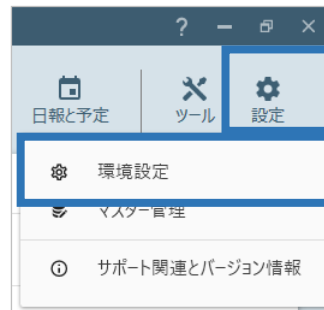 ?
日報と予定 ツール 設定
環境設定
マスター管理
サポート関連とバージョン情報